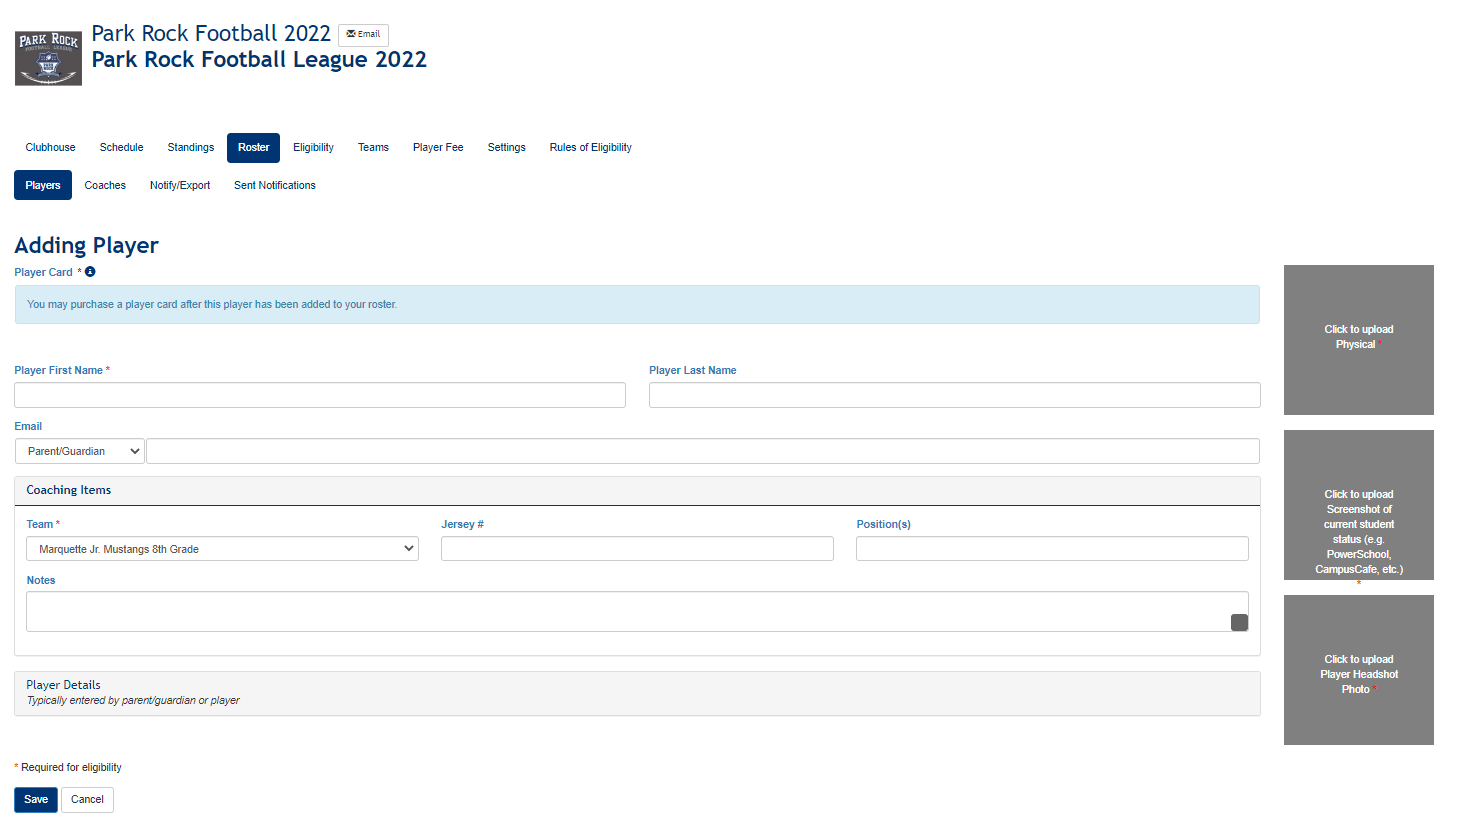 PARK ROCK
FOOTBALL LEAGUE
PARK
ROCK
Park Rock Football 2022
Email
Park Rock Football League 2022
Clubhouse
Schedule
Standings
Roster
Eligibility
Teams
Player Fee
Settings
Rules of Eligibility
Players
Coaches
Notify/Export
Sent Notifications
Adding Player
Player Card *
You may purchase a player card after this player has been added to your roster.
Player First Name *
Player Last Name
Email
Parent/Guardian
Coaching Items
Team *
Jersey #
Position(s)
Marquette Jr. Mustangs 8th Grade
Notes
Player Details
Typically entered by parent/guardian or player
* Required for eligibility
Save
Cancel
Click to upload
Physical *
Click to upload
Screenshot of
current student
status (e.g.
PowerSchool,
CampusCafe, etc.)
*
Click to upload
Player Headshot
Photo *